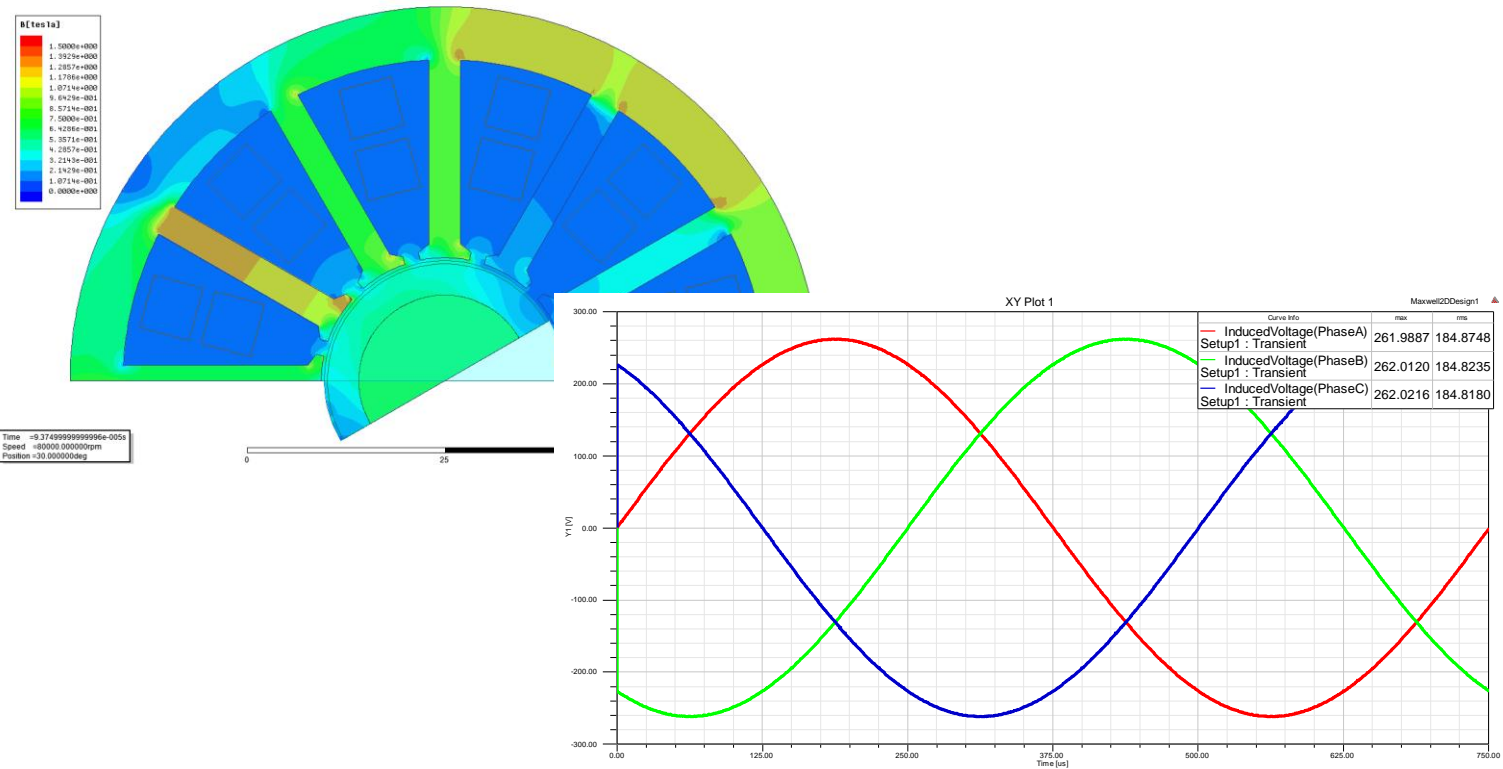 B[tesla]
1.5000e+000
1.3929e+000
1.2857e+000
1.1786e+000
1.0714e+000
9.6429e-001
8.5714e-001
7.5000e-001
6.4286e-001
5.3571e-001
4.2857e-001
3.2143e-001
2.1429e-001
1.0714e-001
0.0000e+000
Time =9.37499999999996e-005s
Speed =80000.000000rpm
Position =30.000000deg
0 25
XY Plot 1
Maxwell2DDesign1
Curve Info max rms
InducedVoltage(PhaseA) 261.9887 184.8748
Setup1 : Transient
InducedVoltage(PhaseB) 262.0120 184.8235
Setup1 : Transient
InducedVoltage(PhaseC) 262.0216 184.8180
Setup1 : Transient
300.00
200.00
100.00
0.00
-100.00
-200.00
-300.00
Y1 [V]
0.00 125.00 250.00 375.00 500.00 625.00 750.00
Time [us]